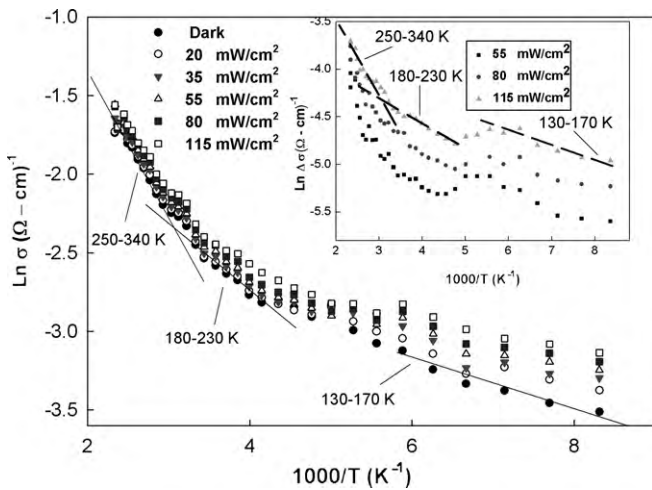 Dark
20 mW/cm²
35 mW/cm²
55 mW/cm²
80 mW/cm²
115 mW/cm²
250-340 K
180-230 K
130-170 K
-1.0
-1.5
-2.0
-2.5
-3.0
-3.5
Ln σ (Ω – cm)⁻¹
2
4
6
8
1000/T (K⁻¹)
250-340 K
180-230 K
130-170 K
55 mW/cm²
80 mW/cm²
115 mW/cm²
-3.5
-4.0
-4.5
-5.0
-5.5
Ln Δ σ (Ω - cm)⁻¹
2 3 4 5 6 7 8 9
1000/T (K⁻¹)